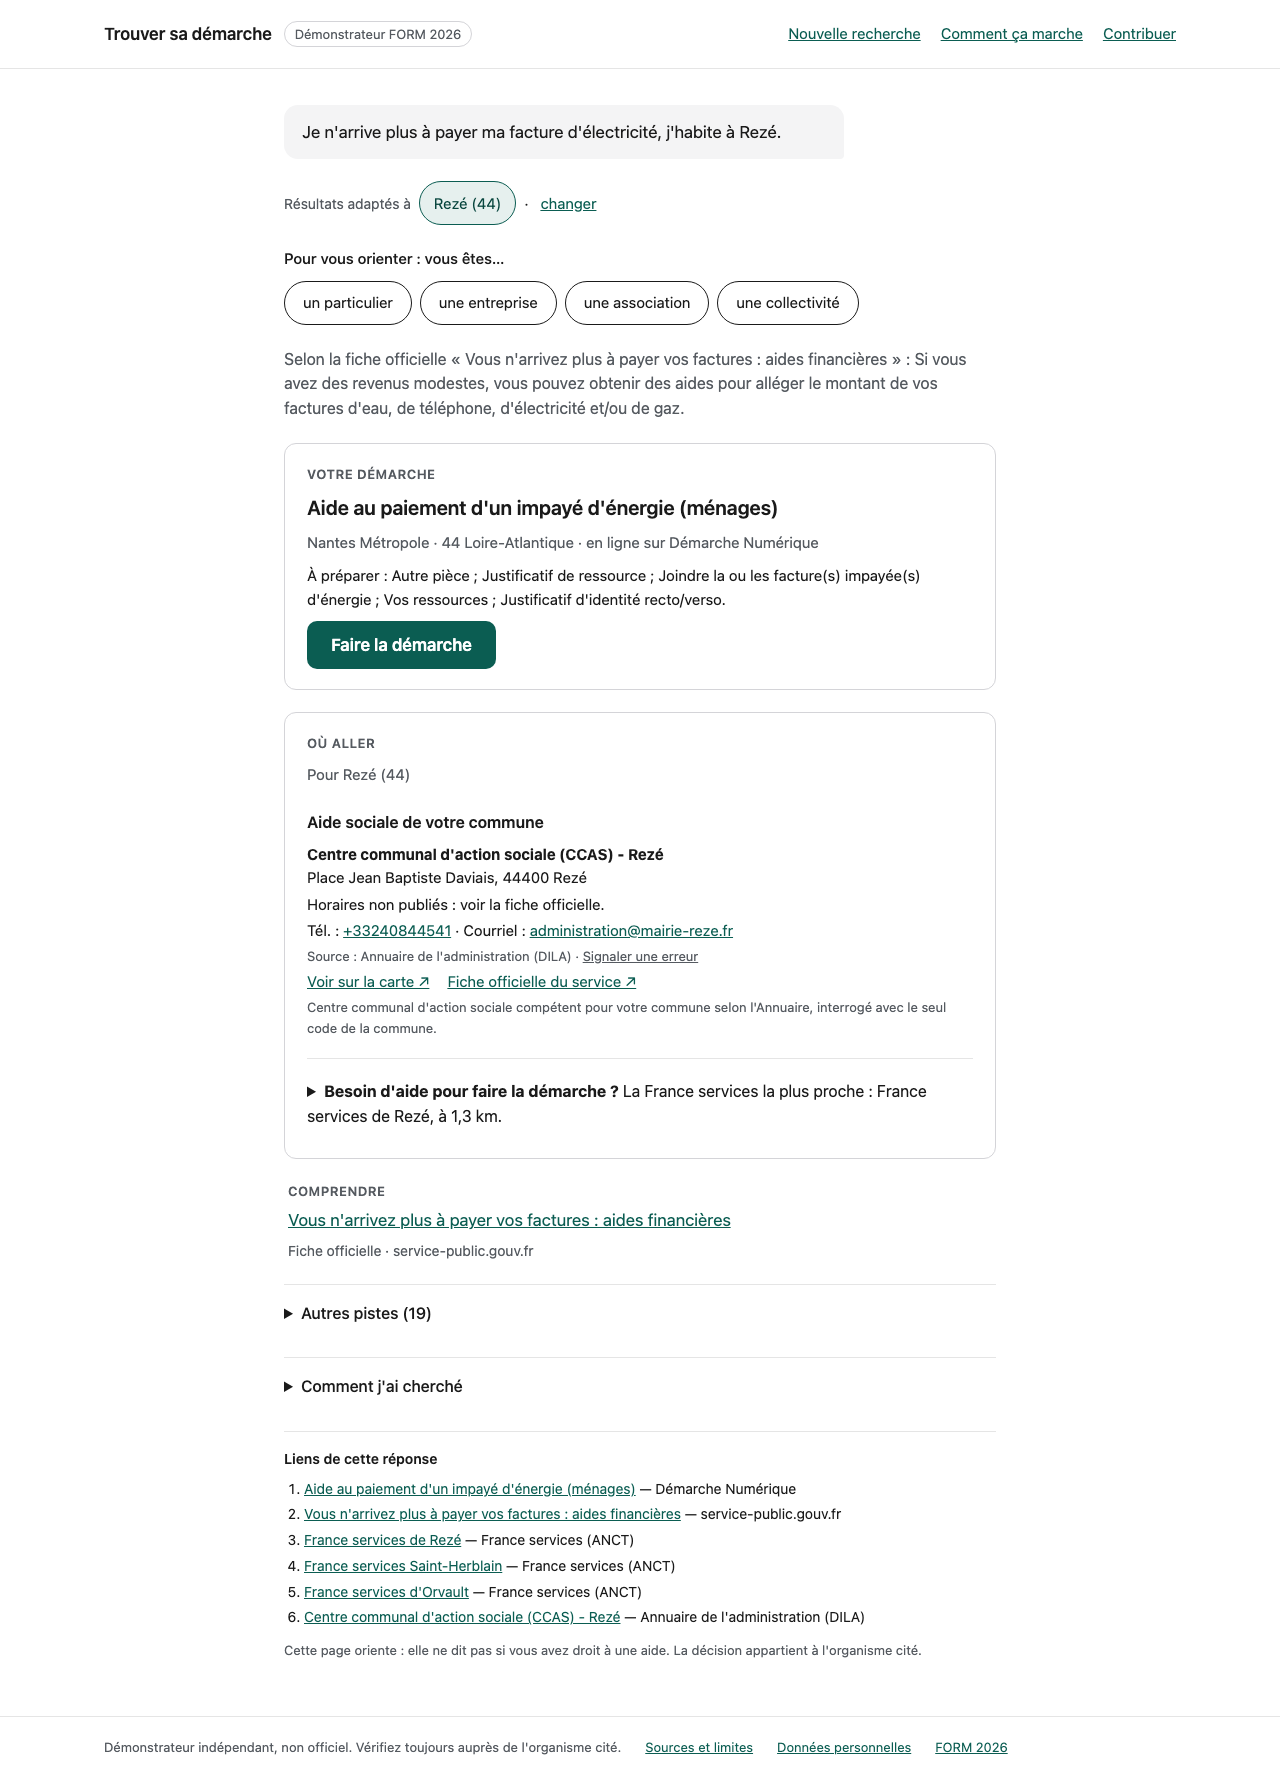 Trouver sa démarche
Démonstrateur FORM 2026
Nouvelle recherche
Comment ça marche
Contribuer
Je n'arrive plus à payer ma facture d'électricité, j'habite à Rezé.
Résultats adaptés à Rezé (44) · changer
Pour vous orienter : vous êtes...
un particulier
une entreprise
une association
une collectivité
Selon la fiche officielle « Vous n'arrivez plus à payer vos factures : aides financières » : Si vous
avez des revenus modestes, vous pouvez obtenir des aides pour alléger le montant de vos
factures d'eau, de téléphone, d'électricité et/ou de gaz.
VOTRE DÉMARCHE
Aide au paiement d'un impayé d'énergie (ménages)
Nantes Métropole · 44 Loire-Atlantique · en ligne sur Démarche Numérique
À préparer : Autre pièce ; Justificatif de ressource ; Joindre la ou les facture(s) impayée(s)
d'énergie ; Vos ressources ; Justificatif d'identité recto/verso.
Faire la démarche
OÙ ALLER
Pour Rezé (44)
Aide sociale de votre commune
Centre communal d'action sociale (CCAS) - Rezé
Place Jean Baptiste Daviais, 44400 Rezé
Horaires non publiés : voir la fiche officielle.
Tél. : +33240844541 · Courriel : administration@mairie-reze.fr
Source : Annuaire de l'administration (DILA) · Signaler une erreur
Voir sur la carte ↗ Fiche officielle du service ↗
Centre communal d'action sociale compétent pour votre commune selon l'Annuaire, interrogé avec le seul
code de la commune.
▶ Besoin d'aide pour faire la démarche ? La France services la plus proche : France
services de Rezé, à 1,3 km.
COMPRENDRE
Vous n'arrivez plus à payer vos factures : aides financières
Fiche officielle · service-public.gouv.fr
▶ Autres pistes (19)
▶ Comment j'ai cherché
Liens de cette réponse
1. Aide au paiement d'un impayé d'énergie (ménages) — Démarche Numérique
2. Vous n'arrivez plus à payer vos factures : aides financières — service-public.gouv.fr
3. France services de Rezé — France services (ANCT)
4. France services Saint-Herblain — France services (ANCT)
5. France services d'Orvault — France services (ANCT)
6. Centre communal d'action sociale (CCAS) - Rezé — Annuaire de l'administration (DILA)
Cette page oriente : elle ne dit pas si vous avez droit à une aide. La décision appartient à l'organisme cité.
Démonstrateur indépendant, non officiel. Vérifiez toujours auprès de l'organisme cité.
Sources et limites
Données personnelles
FORM 2026